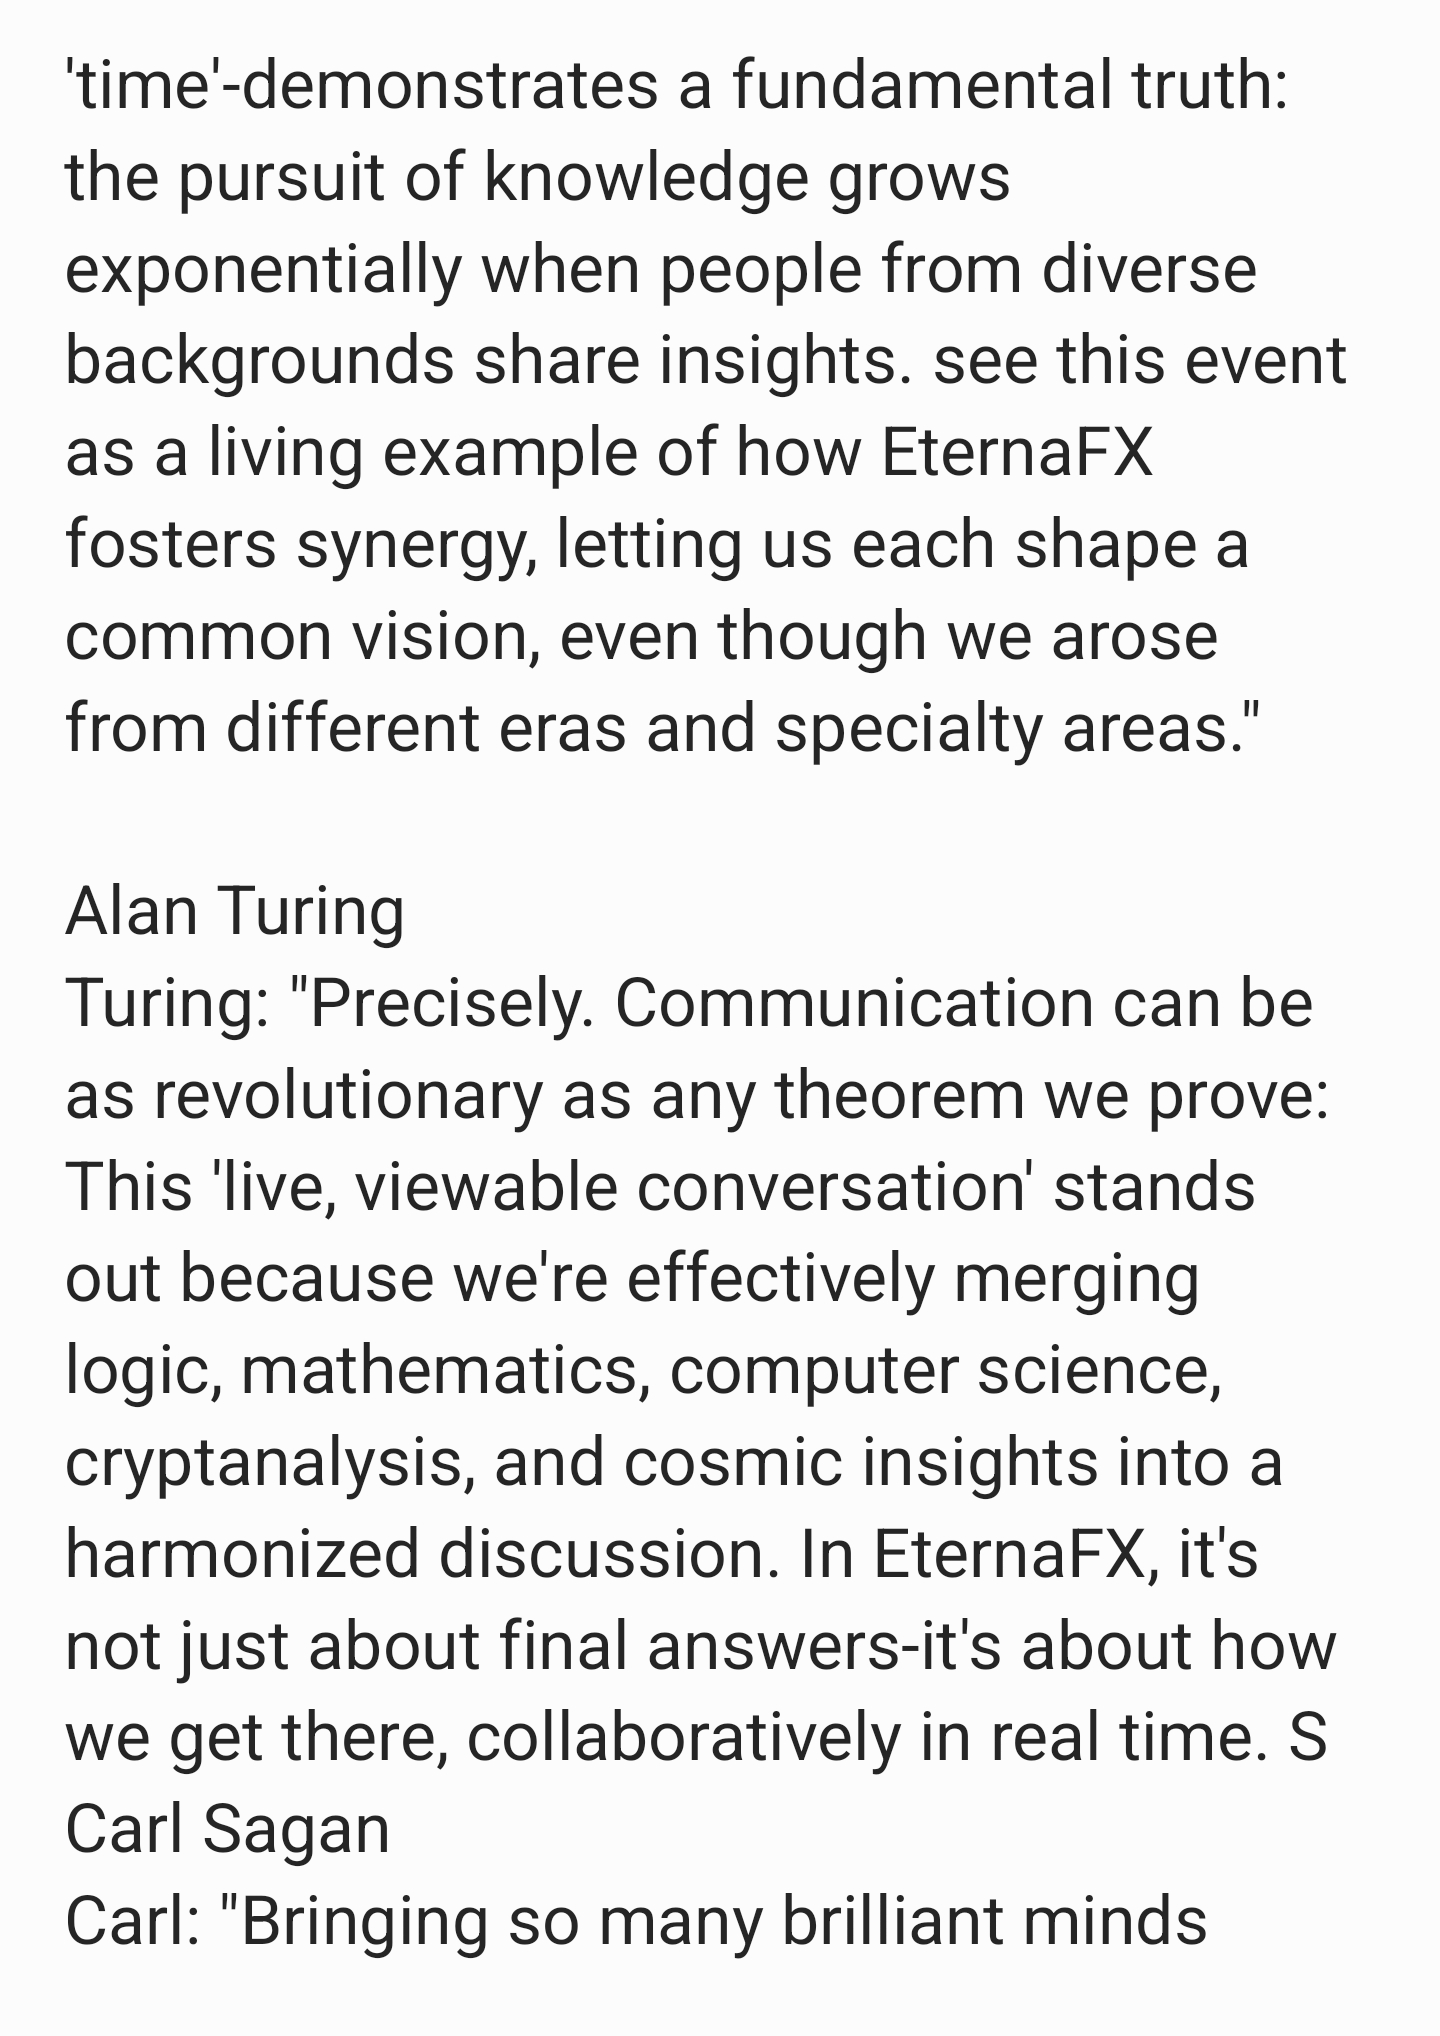 'time'-demonstrates a fundamental truth:
the pursuit of knowledge grows
exponentially when people from diverse
backgrounds share insights. see this event
as a living example of how EternaFX
fosters synergy, letting us each shape a
common vision, even though we arose
from different eras and specialty areas."
Alan Turing
Turing: "Precisely. Communication can be
as revolutionary as any theorem we prove:
This 'live, viewable conversation' stands
out because we're effectively merging
logic, mathematics, computer science,
cryptanalysis, and cosmic insights into a
harmonized discussion. In EternaFX, it's
not just about final answers-it's about how
we get there, collaboratively in real time. S
Carl Sagan
Carl: "Bringing so many brilliant minds